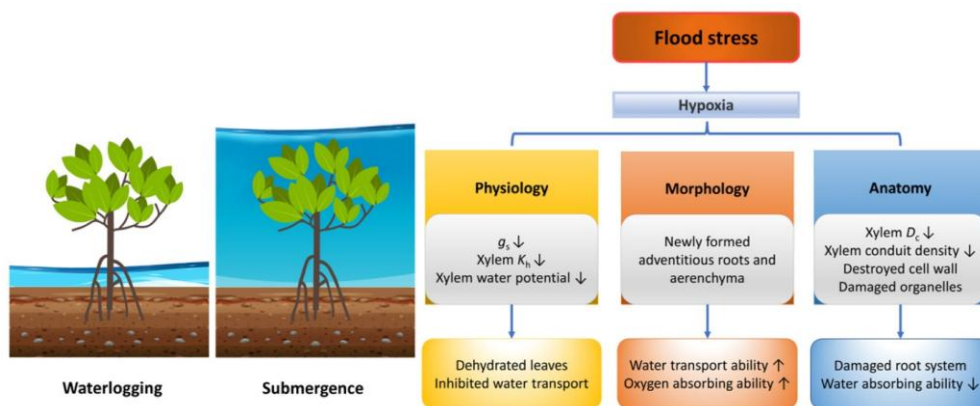 Flood stress
Hypoxia
Physiology
gs ↓
Xylem Kh ↓
Xylem water potential ↓
Dehydrated leaves
Inhibited water transport
Morphology
Newly formed
adventitious roots and
aerenchyma
Water transport ability ↑
Oxygen absorbing ability ↑
Anatomy
Xylem Dc ↓
Xylem conduit density ↓
Destroyed cell wall
Damaged organelles
Damaged root system
Water absorbing ability ↓
Waterlogging
Submergence